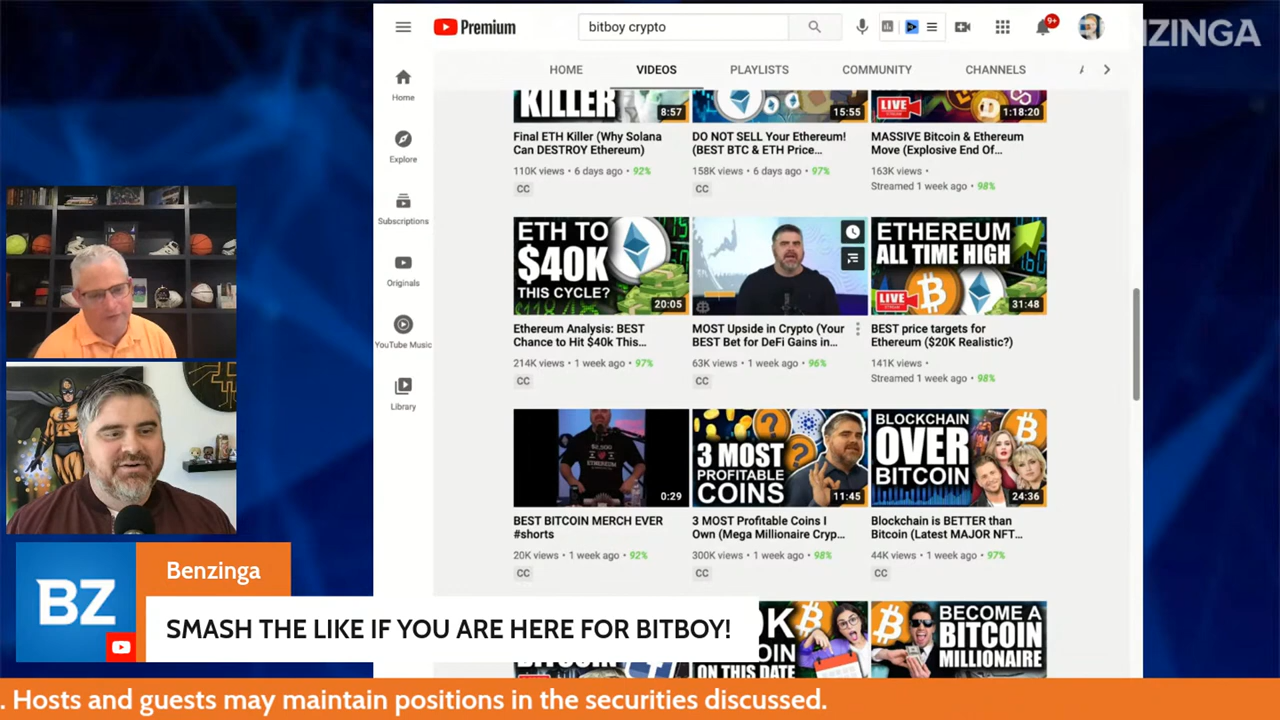 Premium
bitboy crypto
9+
NZINGA
HOME VIDEOS PLAYLISTS COMMUNITY CHANNELS
Home
Explore
Subscriptions
Originals
YouTube Music
Library
KILLER
8:57
15:55
LIVE
1:18:20
Final ETH Killer (Why Solana
Can DESTROY Ethereum)
110K views • 6 days ago • 92%
CC
DO NOT SELL Your Ethereum!
(BEST BTC & ETH Price...
158K views • 6 days ago • 97%
CC
MASSIVE Bitcoin & Ethereum
Move (Explosive End Of...
163K views •
Streamed 1 week ago • 98%
ETH TO
$40K
THIS CYCLE?
20:05
ETHEREUM
ALL TIME HIGH
LIVE
31:48
Ethereum Analysis: BEST
Chance to Hit $40k This...
214K views • 1 week ago • 97%
CC
MOST Upside in Crypto (Your
BEST Bet for DeFi Gains in...
63K views • 1 week ago • 96%
CC
BEST price targets for
Ethereum ($20K Realistic?)
141K views •
Streamed 1 week ago • 98%
ETHEREUM
0:29
3 MOST
PROFITABLE
COINS
11:45
BLOCKCHAIN
OVER
BITCOIN
24:36
BEST BITCOIN MERCH EVER
#shorts
20K views • 1 week ago • 92%
CC
3 MOST Profitable Coins I
Own (Mega Millionaire Cryp...
300K views • 1 week ago • 98%
CC
Blockchain is BETTER than
Bitcoin (Latest MAJOR NFT...
44K views • 1 week ago • 97%
CC
ON THIS DATE
BECOME A
BITCOIN
MILLIONAIRE
BZ
Benzinga
SMASH THE LIKE IF YOU ARE HERE FOR BITBOY!
. Hosts and guests may maintain positions in the securities discussed.